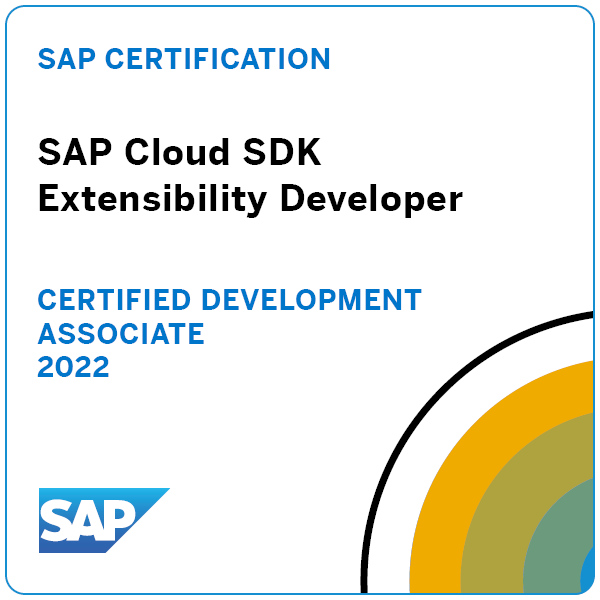 SAP CERTIFICATION
SAP Cloud SDK
Extensibility Developer
CERTIFIED DEVELOPMENT
ASSOCIATE
2022
SAP